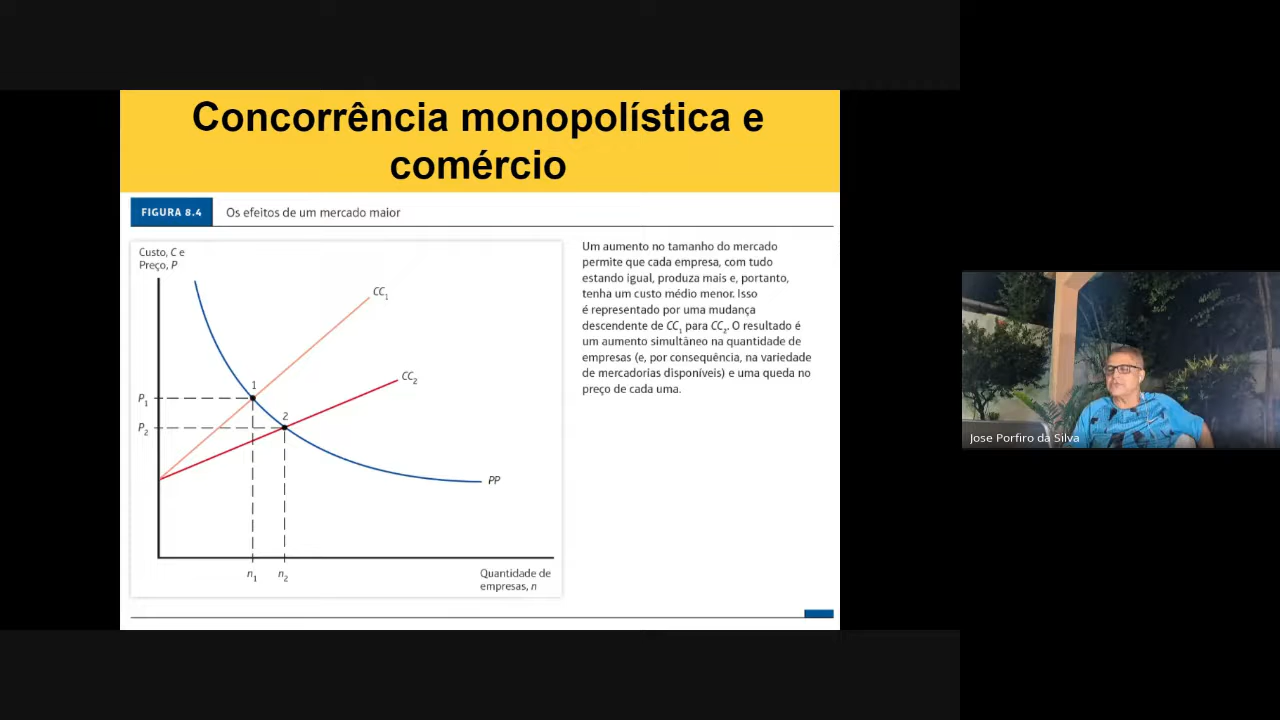 Concorrência monopolística e
comércio
FIGURA 8.4
Os efeitos de um mercado maior
Custo, C e
Preço, P
CC1
CC2
1
2
P1
P2
PP
n1
n2
Quantidade de
empresas, n
Um aumento no tamanho do mercado
permite que cada empresa, com tudo
estando igual, produza mais e, portanto,
tenha um custo médio menor. Isso
é representado por uma mudança
descendente de CC1 para CC2. O resultado é
um aumento simultâneo na quantidade de
empresas (e, por consequência, na variedade
de mercadorias disponíveis) e uma queda no
preço de cada uma.
Jose Porfiro da Silva